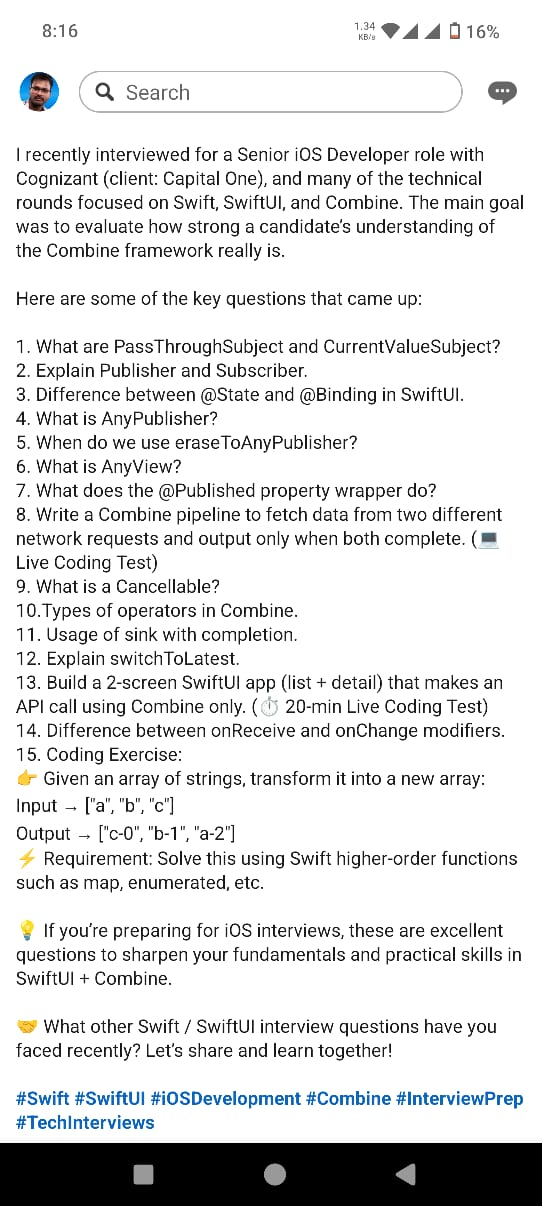 8:16
1.34
KB/s
16%
Search
I recently interviewed for a Senior iOS Developer role with
Cognizant (client: Capital One), and many of the technical
rounds focused on Swift, SwiftUI, and Combine. The main goal
was to evaluate how strong a candidate's understanding of
the Combine framework really is.
Here are some of the key questions that came up:
1. What are PassThroughSubject and CurrentValueSubject?
2. Explain Publisher and Subscriber.
3. Difference between @State and @Binding in SwiftUI.
4. What is AnyPublisher?
5. When do we use eraseToAnyPublisher?
6. What is AnyView?
7. What does the @Published property wrapper do?
8. Write a Combine pipeline to fetch data from two different
network requests and output only when both complete. (💻
Live Coding Test)
9. What is a Cancellable?
10.Types of operators in Combine.
11. Usage of sink with completion.
12. Explain switchToLatest.
13. Build a 2-screen SwiftUI app (list + detail) that makes an
API call using Combine only. (⏱️ 20-min Live Coding Test)
14. Difference between onReceive and onChange modifiers.
15. Coding Exercise:
👉 Given an array of strings, transform it into a new array:
Input → ["a", "b", "c"]
Output → ["c-0", "b-1", "a-2"]
⚡ Requirement: Solve this using Swift higher-order functions
such as map, enumerated, etc.
💡 If you're preparing for iOS interviews, these are excellent
questions to sharpen your fundamentals and practical skills in
SwiftUI + Combine.
🤝 What other Swift / SwiftUI interview questions have you
faced recently? Let's share and learn together!
#Swift #SwiftUI #iOSDevelopment #Combine #InterviewPrep
#TechInterviews